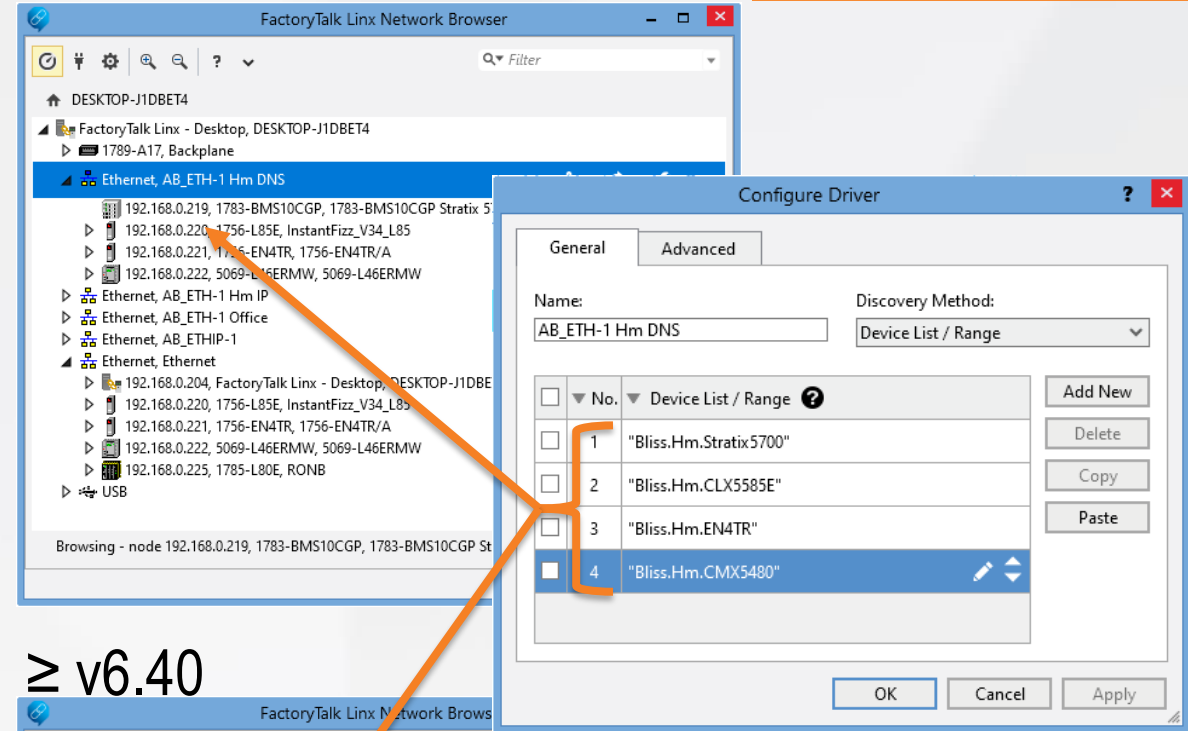 FactoryTalk Linx Network Browser
Filter
DESKTOP-J1DBET4
FactoryTalk Linx - Desktop, DESKTOP-J1DBET4
1789-A17, Backplane
Ethernet, AB_ETH-1 Hm DNS
192.168.0.219, 1783-BMS10CGP, 1783-BMS10CGP Stratix 5
192.168.0.220, 1756-L85E, InstantFizz_V34_L85
192.168.0.221, 1756-EN4TR, 1756-EN4TR/A
192.168.0.222, 5069-L46ERMW, 5069-L46ERMW
Ethernet, AB_ETH-1 Hm IP
Ethernet, AB_ETH-1 Office
Ethernet, AB_ETHIP-1
Ethernet, Ethernet
192.168.0.204, FactoryTalk Linx - Desktop, DESKTOP-J1DBE
192.168.0.220, 1756-L85E, InstantFizz_V34_L85
192.168.0.221, 1756-EN4TR, 1756-EN4TR/A
192.168.0.222, 5069-L46ERMW, 5069-L46ERMW
192.168.0.225, 1785-L80E, RONB
USB
Browsing - node 192.168.0.219, 1783-BMS10CGP, 1783-BMS10CGP St
Configure Driver ?
General Advanced
Name: Discovery Method:
AB_ETH-1 Hm DNS Device List / Range
No. Device List / Range ?
1 "Bliss.Hm.Stratix5700"
2 "Bliss.Hm.CLX5585E"
3 "Bliss.Hm.EN4TR"
4 "Bliss.Hm.CMX5480"
Add New
Delete
Copy
Paste
OK Cancel Apply
≥ v6.40
FactoryTalk Linx Network Brows